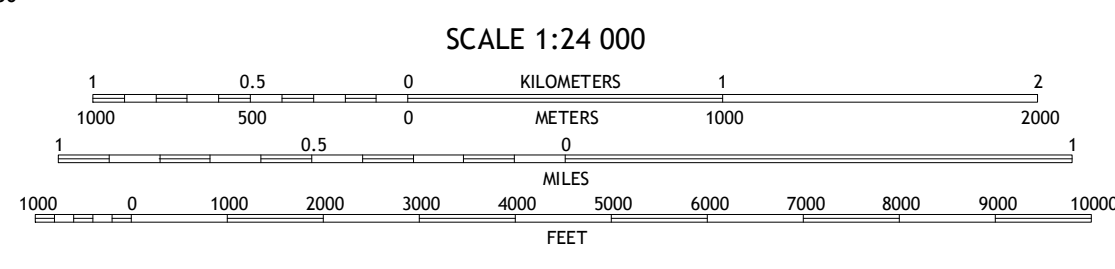 SCALE 1:24 000
1 0.5 0 KILOMETERS 1 2
1000 500 0 METERS 1000 2000
1 0.5 0 1
MILES
1000 0 1000 2000 3000 4000 5000 6000 7000 8000 9000 10000
FEET